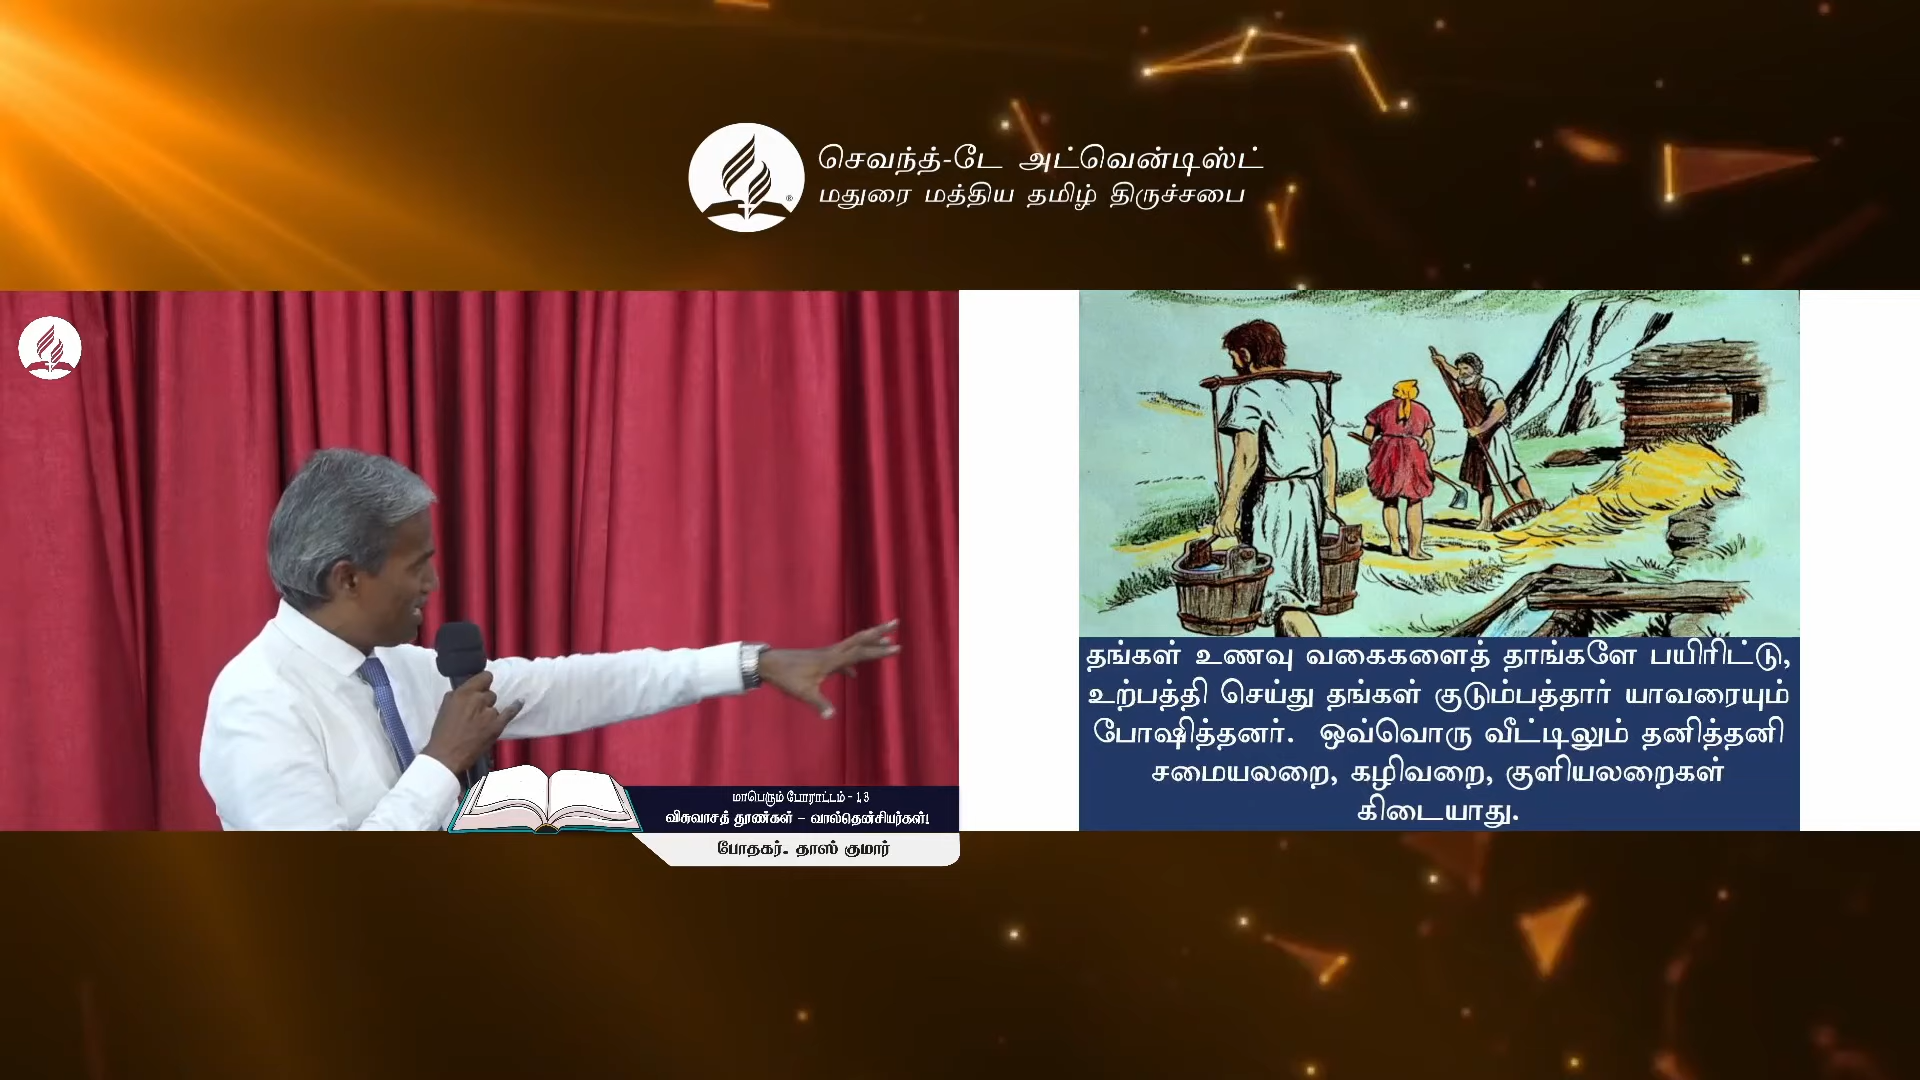 செவந்த்-டே அட்வென்டிஸ்ட்
மதுரை மத்திய தமிழ் திருச்சபை
தங்கள் உணவு வகைகளைத் தாங்களே பயிரிட்டு,
உற்பத்தி செய்து தங்கள் குடும்பத்தார் யாவரையும்
போஷித்தனர். ஒவ்வொரு வீட்டிலும் தனித்தனி
சமையலறை, கழிவறை, குளியலறைகள்
கிடையாது.
மாபெரும் போராட்டம் - 13
விசுவாசத் தூண்கள் - வால்தென்சியர்கள்!
போதகர். தாஸ் குமார்